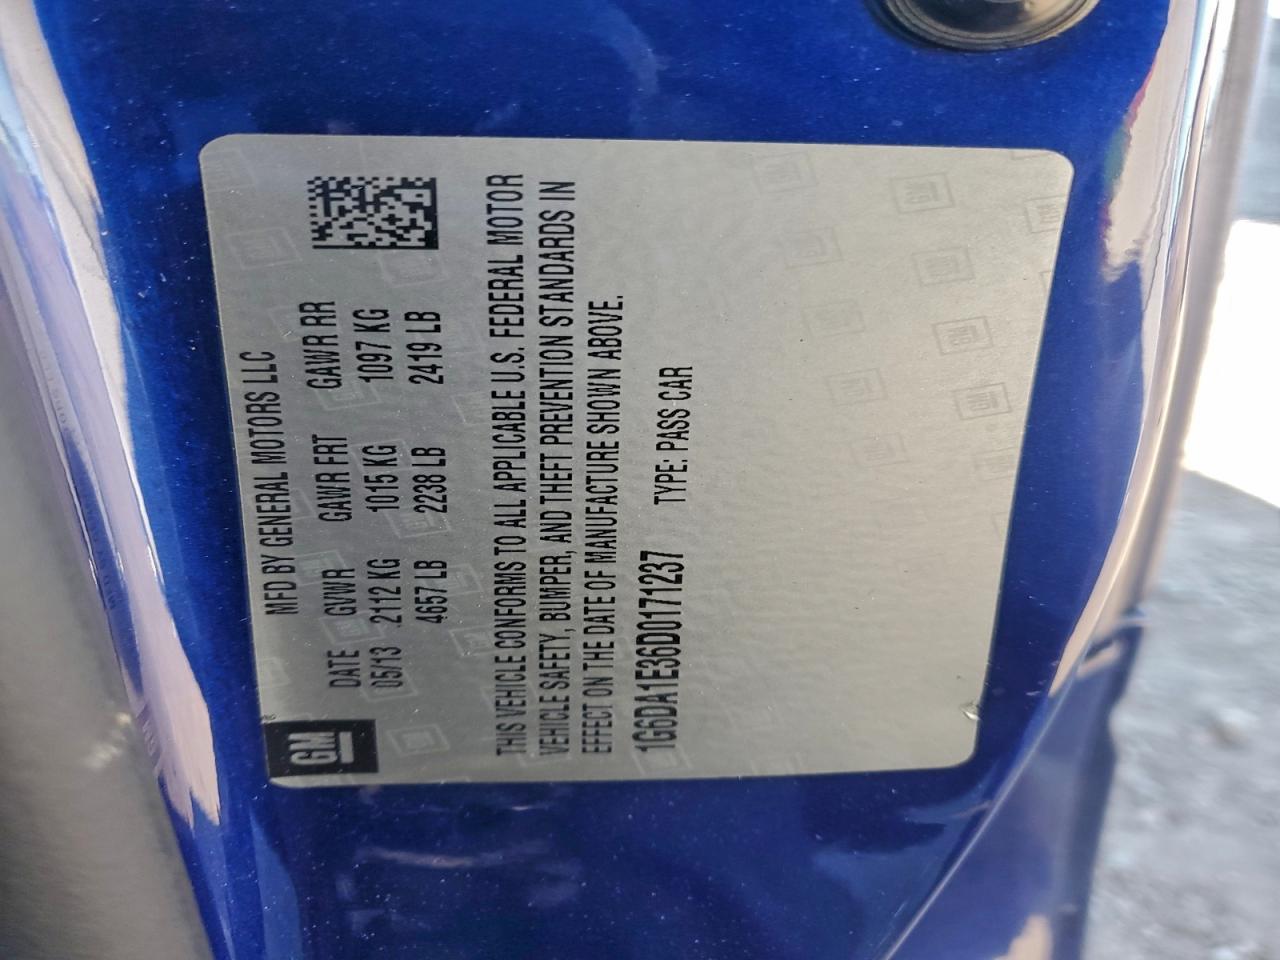 GM
MFD BY GENERAL MOTORS LLC
DATE GVWR GAWR FRT GAWR RR
05/13 2112 KG 1015 KG 1097 KG
4657 LB 2238 LB 2419 LB
THIS VEHICLE CONFORMS TO ALL APPLICABLE U.S. FEDERAL MOTOR
VEHICLE SAFETY, BUMPER, AND THEFT PREVENTION STANDARDS IN
EFFECT ON THE DATE OF MANUFACTURE SHOWN ABOVE.
1G6DA1E36D0171237 TYPE: PASS CAR